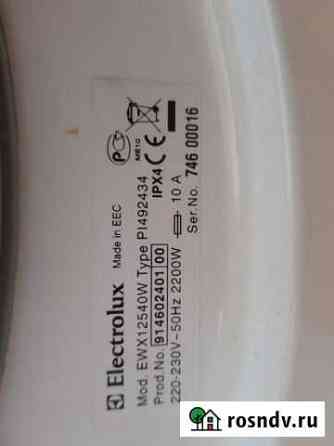 Electrolux Made in EEC
Mod. EWX12540W Type PI492434
Prod.No. 914602401 00 IPX4
220-230V~50Hz 2200W 10 A
Ser.No. 746 00016
ME10
rosndv.ru